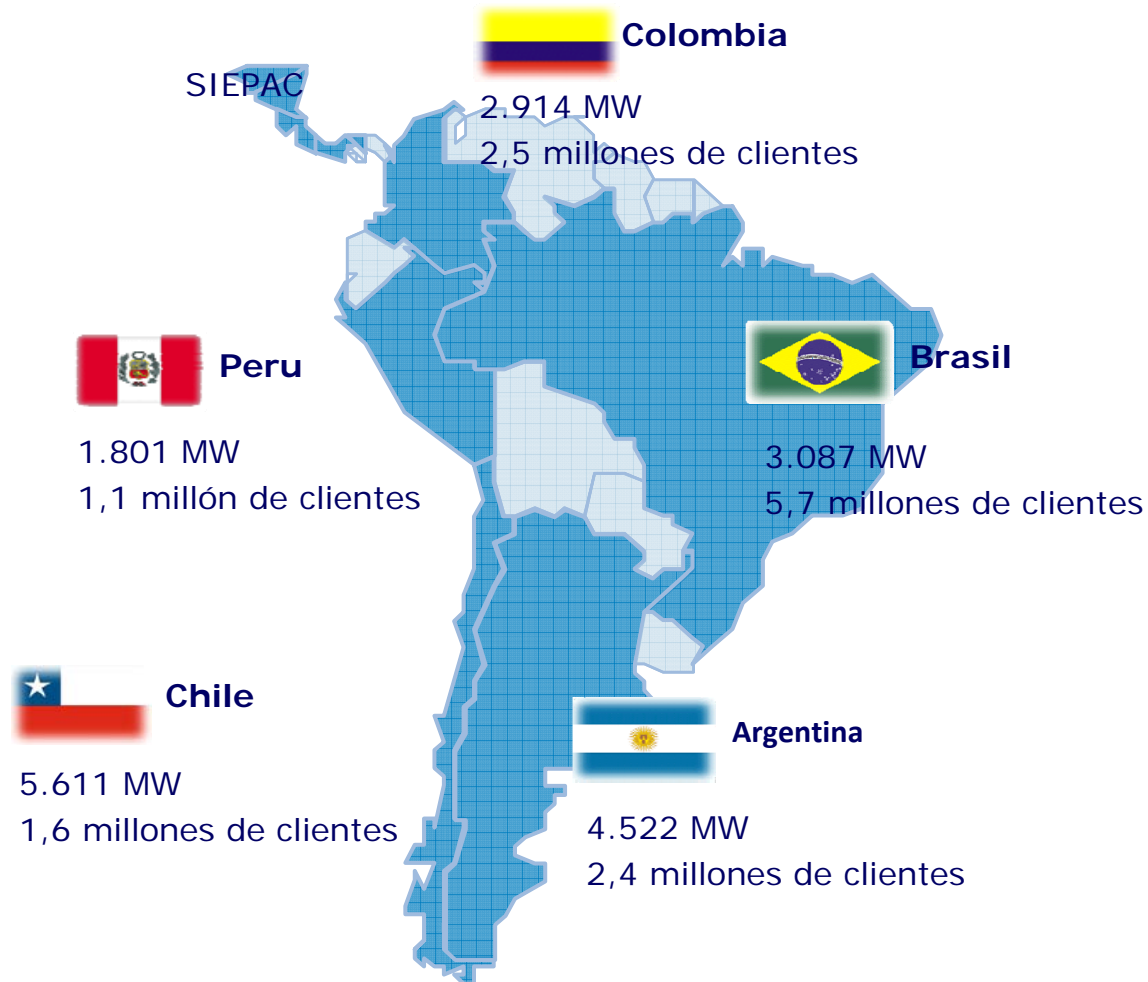 Colombia
SIEPAC
2.914 MW
2,5 millones de clientes
Peru
1.801 MW
1,1 millón de clientes
Brasil
3.087 MW
5,7 millones de clientes
Chile
5.611 MW
1,6 millones de clientes
Argentina
4.522 MW
2,4 millones de clientes